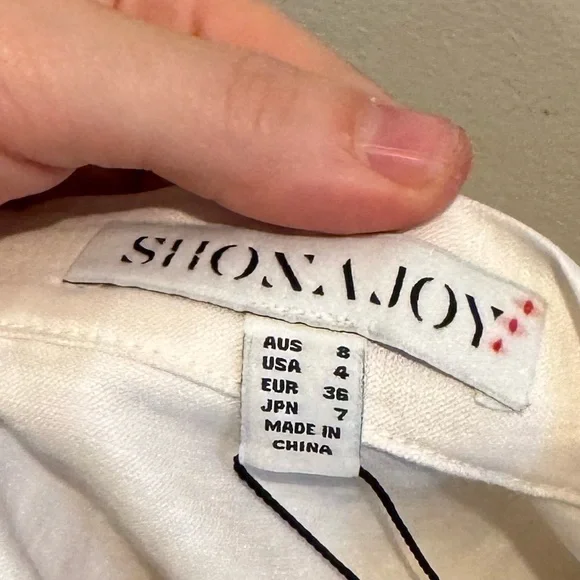 SHONAJOY
AUS 8
USA 4
EUR 36
JPN 7
MADE IN
CHINA